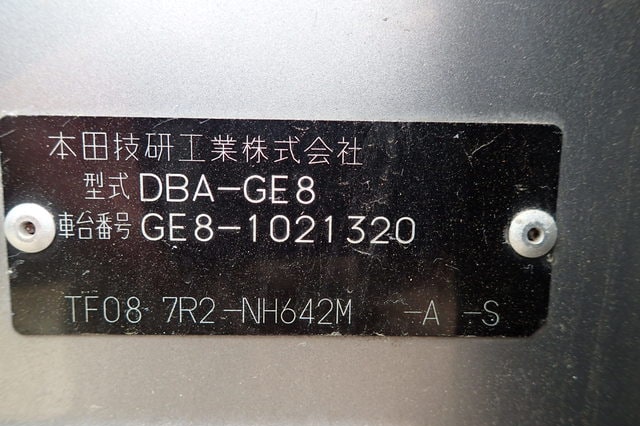 本田技研工業株式会社
型式 DBA-GE8
車台番号 GE8-1021320
TF08 7R2-NH642M -A -S